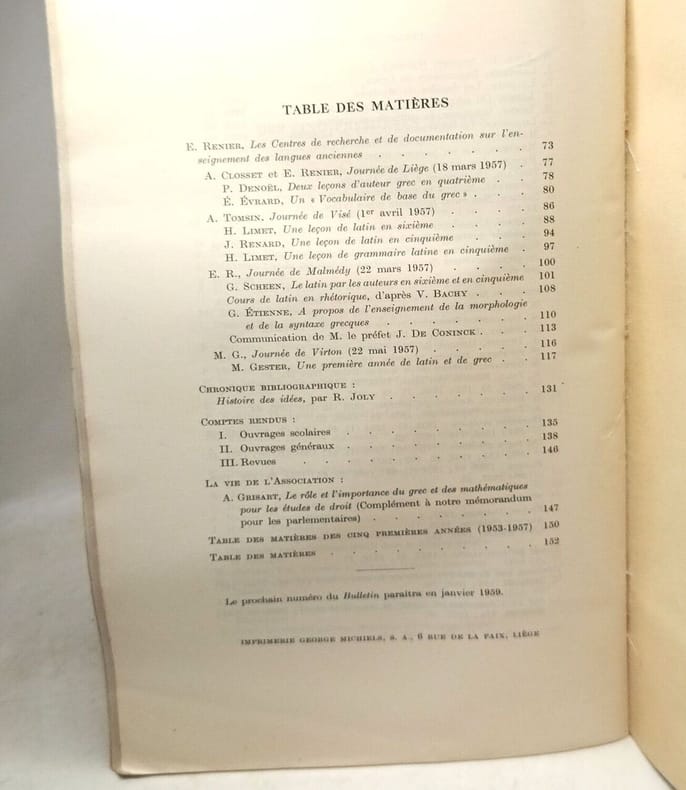 TABLE DES MATIÈRES
E. RENIER, Les Centres de recherche et de documentation sur l'en-
seignement des langues anciennes . . . . . . 73
A. CLOSSET et E. RENIER, Journée de Liège (18 mars 1957) . 77
P. DENOËL, Deux leçons d'auteur grec en quatrième . . 78
É. ÉVRARD, Un « Vocabulaire de base du grec » . . . 80
A. TOMSIN, Journée de Visé (1er avril 1957) . . . . 86
H. LIMET, Une leçon de latin en sixième . . . . 88
J. RENARD, Une leçon de latin en cinquième . . . 94
H. LIMET, Une leçon de grammaire latine en cinquième . 97
E. R., Journée de Malmédy (22 mars 1957) . . . . 100
G. SCHEEN, Le latin par les auteurs en sixième et en cinquième 101
Cours de latin en rhétorique, d'après V. BACHY . . . 108
G. ÉTIENNE, A propos de l'enseignement de la morphologie
et de la syntaxe grecques . . . . . . 110
Communication de M. le préfet J. DE CONINCK . . . 113
M. G., Journée de Virton (22 mai 1957) . . . . . 116
M. GESTER, Une première année de latin et de grec . . 117
CHRONIQUE BIBLIOGRAPHIQUE :
Histoire des idées, par R. JOLY . . . . . . 131
COMPTES RENDUS :
I. Ouvrages scolaires . . . . . . . . 135
II. Ouvrages généraux . . . . . . . . 138
III. Revues . . . . . . . . . 146
LA VIE DE L'ASSOCIATION :
A. GRISART, Le rôle et l'importance du grec et des mathématiques
pour les études de droit (Complément à notre mémorandum
pour les parlementaires) . . . . . . . 147
TABLE DES MATIÈRES DES CINQ PREMIÈRES ANNÉES (1953-1957) 150
TABLE DES MATIÈRES . . . . . . . . . 152
Le prochain numéro du Bulletin paraîtra en janvier 1959.
IMPRIMERIE GEORGE MICHIELS, S. A., 6 RUE DE LA PAIX, LIÈGE